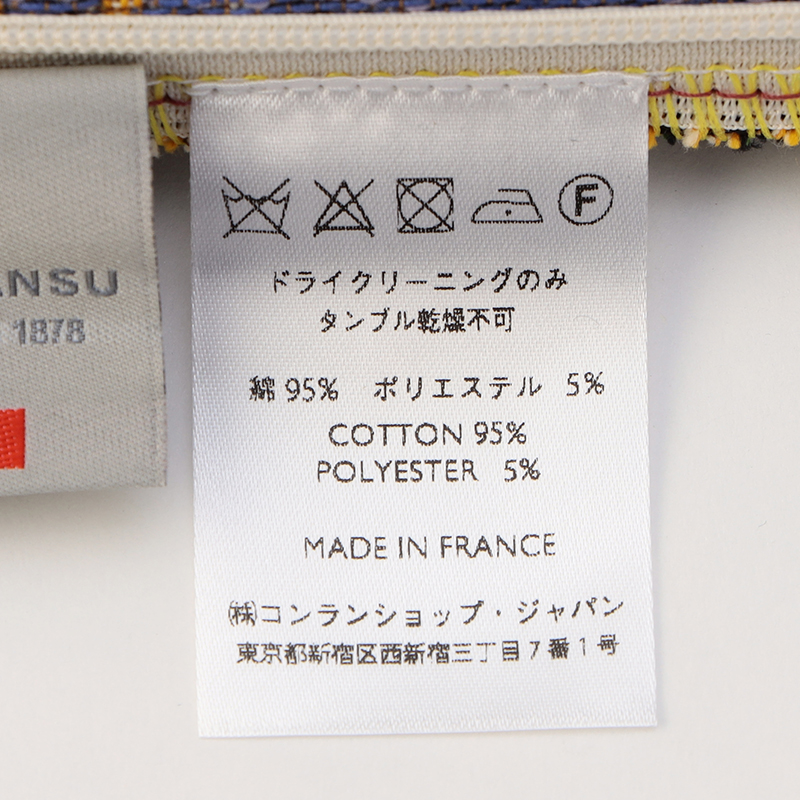 ANSU
1878
F
ドライクリーニングのみ
タンブル乾燥不可
綿 95% ポリエステル 5%
COTTON 95%
POLYESTER 5%
MADE IN FRANCE
㈱コンランショップ・ジャパン
東京都新宿区西新宿三丁目7番1号